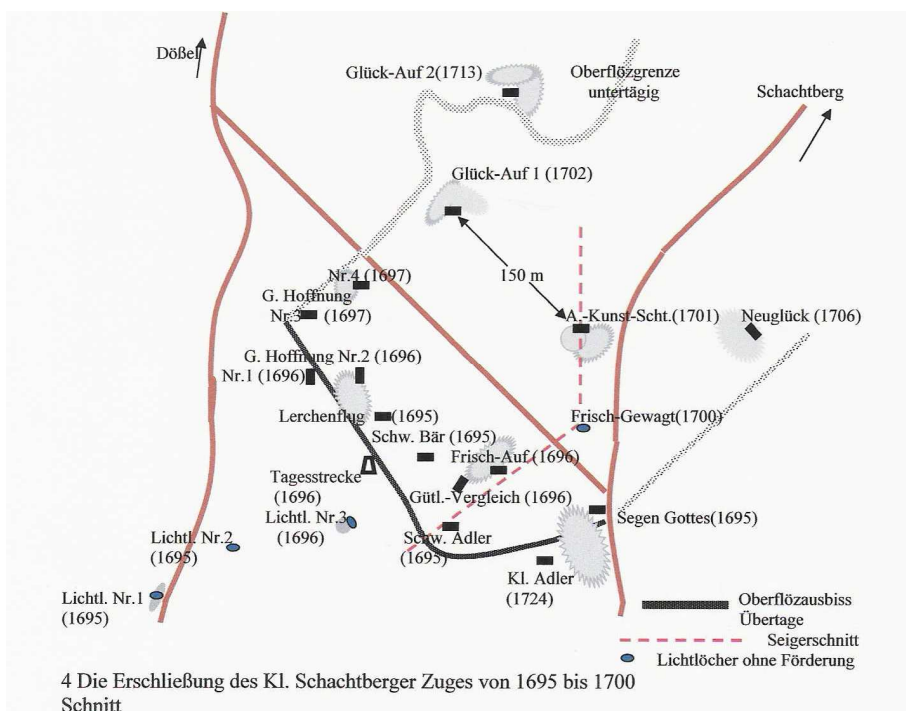 Dößel
Glück-Auf 2(1713)
Oberflözgrenze
untertägig
Schachtberg
Glück-Auf 1 (1702)
150 m
Nr.4 (1697)
G. Hoffnung
Nr.3 (1697)
A.-Kunst-Scht.(1701)
Neuglück (1706)
G. Hoffnung Nr.2 (1696)
Nr.1 (1696)
Lerchenflug (1695)
Frisch-Gewagt(1700)
Schw. Bär (1695)
Frisch-Auf (1696)
Tagesstrecke
(1696)
Gütl.-Vergleich (1696)
Lichtl. Nr.3
(1696)
Segen Gottes(1695)
Schw. Adler
(1695)
Lichtl. Nr.2
(1695)
Kl. Adler
(1724)
Lichtl. Nr.1
(1695)
Oberflözausbiss
Übertage
Seigerschnitt
Lichtlöcher ohne Förderung
4 Die Erschließung des Kl. Schachtberger Zuges von 1695 bis 1700
Schnitt